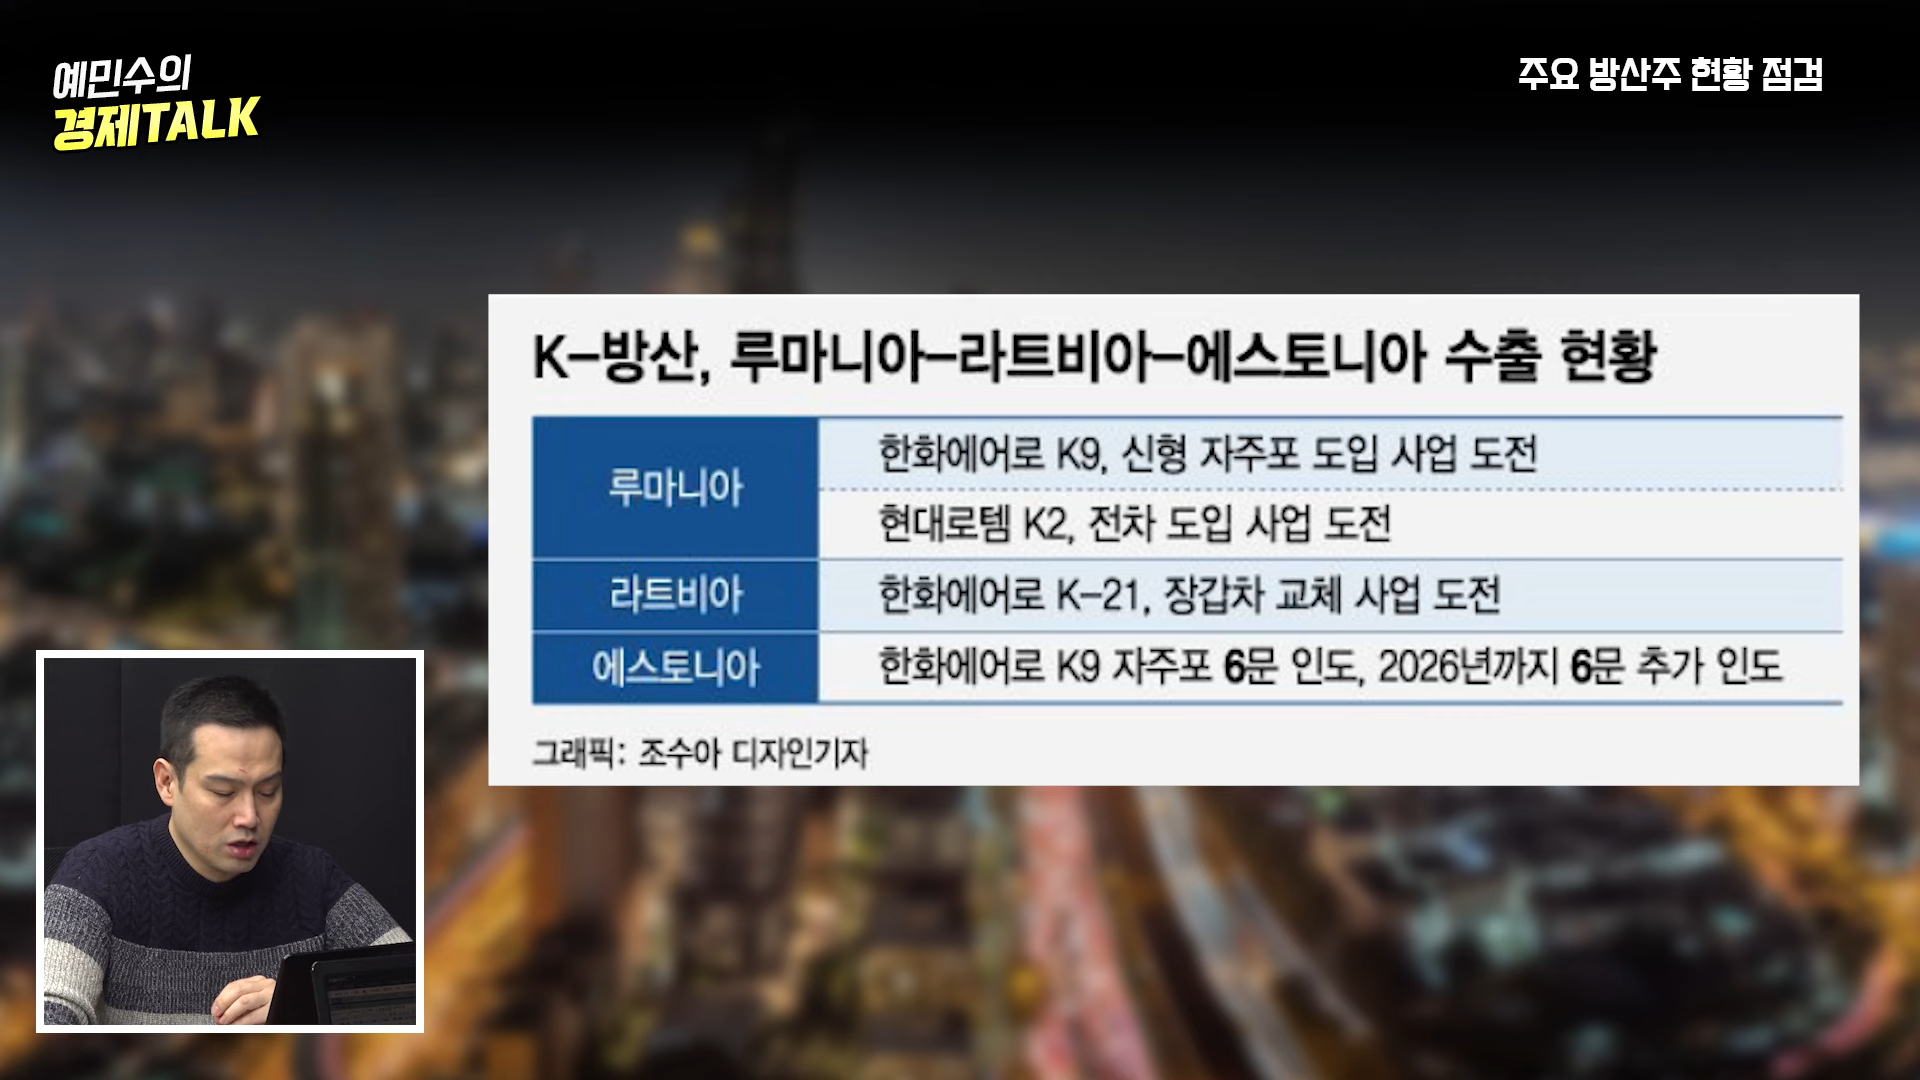 예민수의
경제TALK
주요 방산주 현황 점검
K-방산, 루마니아-라트비아-에스토니아 수출 현황
루마니아
한화에어로 K9, 신형 자주포 도입 사업 도전
현대로템 K2, 전차 도입 사업 도전
라트비아
한화에어로 K-21, 장갑차 교체 사업 도전
에스토니아
한화에어로 K9 자주포 6문 인도, 2026년까지 6문 추가 인도
그래픽: 조수아 디자인기자